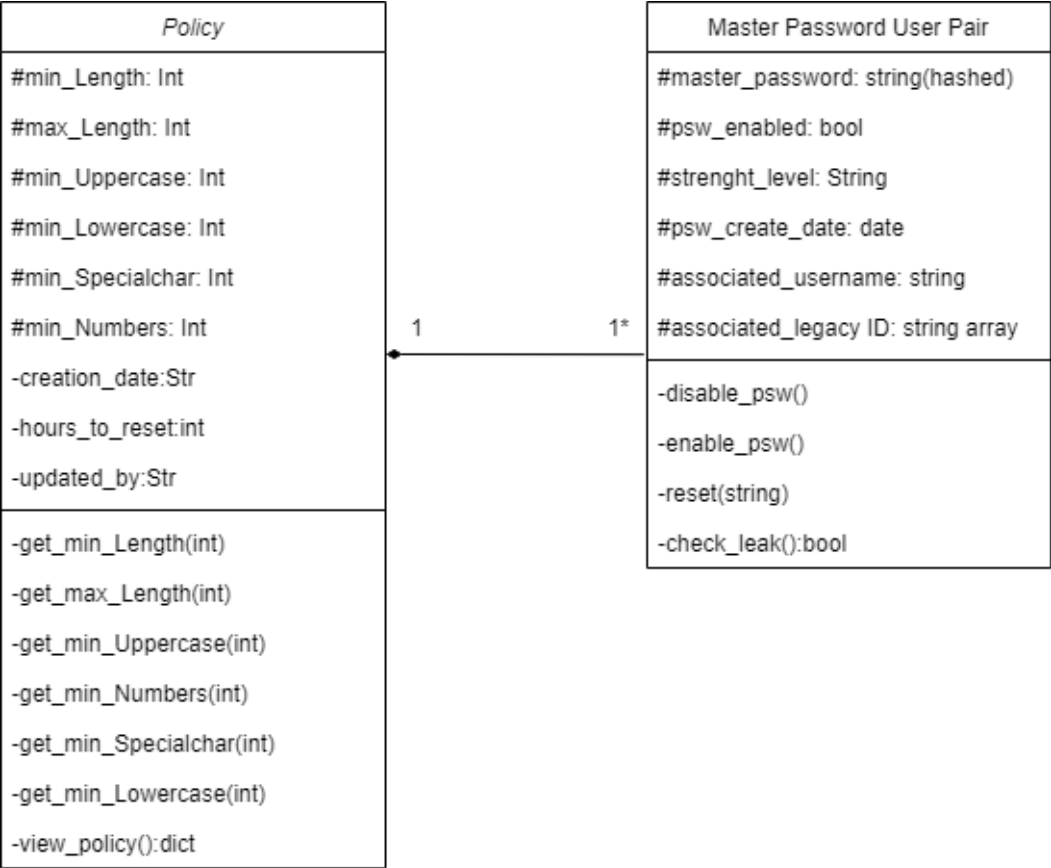 Policy
#min_Length: Int
#max_Length: Int
#min_Uppercase: Int
#min_Lowercase: Int
#min_Specialchar: Int
#min_Numbers: Int
-creation_date:Str
-hours_to_reset:int
-updated_by:Str
-get_min_Length(int)
-get_max_Length(int)
-get_min_Uppercase(int)
-get_min_Numbers(int)
-get_min_Specialchar(int)
-get_min_Lowercase(int)
-view_policy():dict
1
1*
Master Password User Pair
#master_password: string(hashed)
#psw_enabled: bool
#strenght_level: String
#psw_create_date: date
#associated_username: string
#associated_legacy ID: string array
-disable_psw()
-enable_psw()
-reset(string)
-check_leak():bool